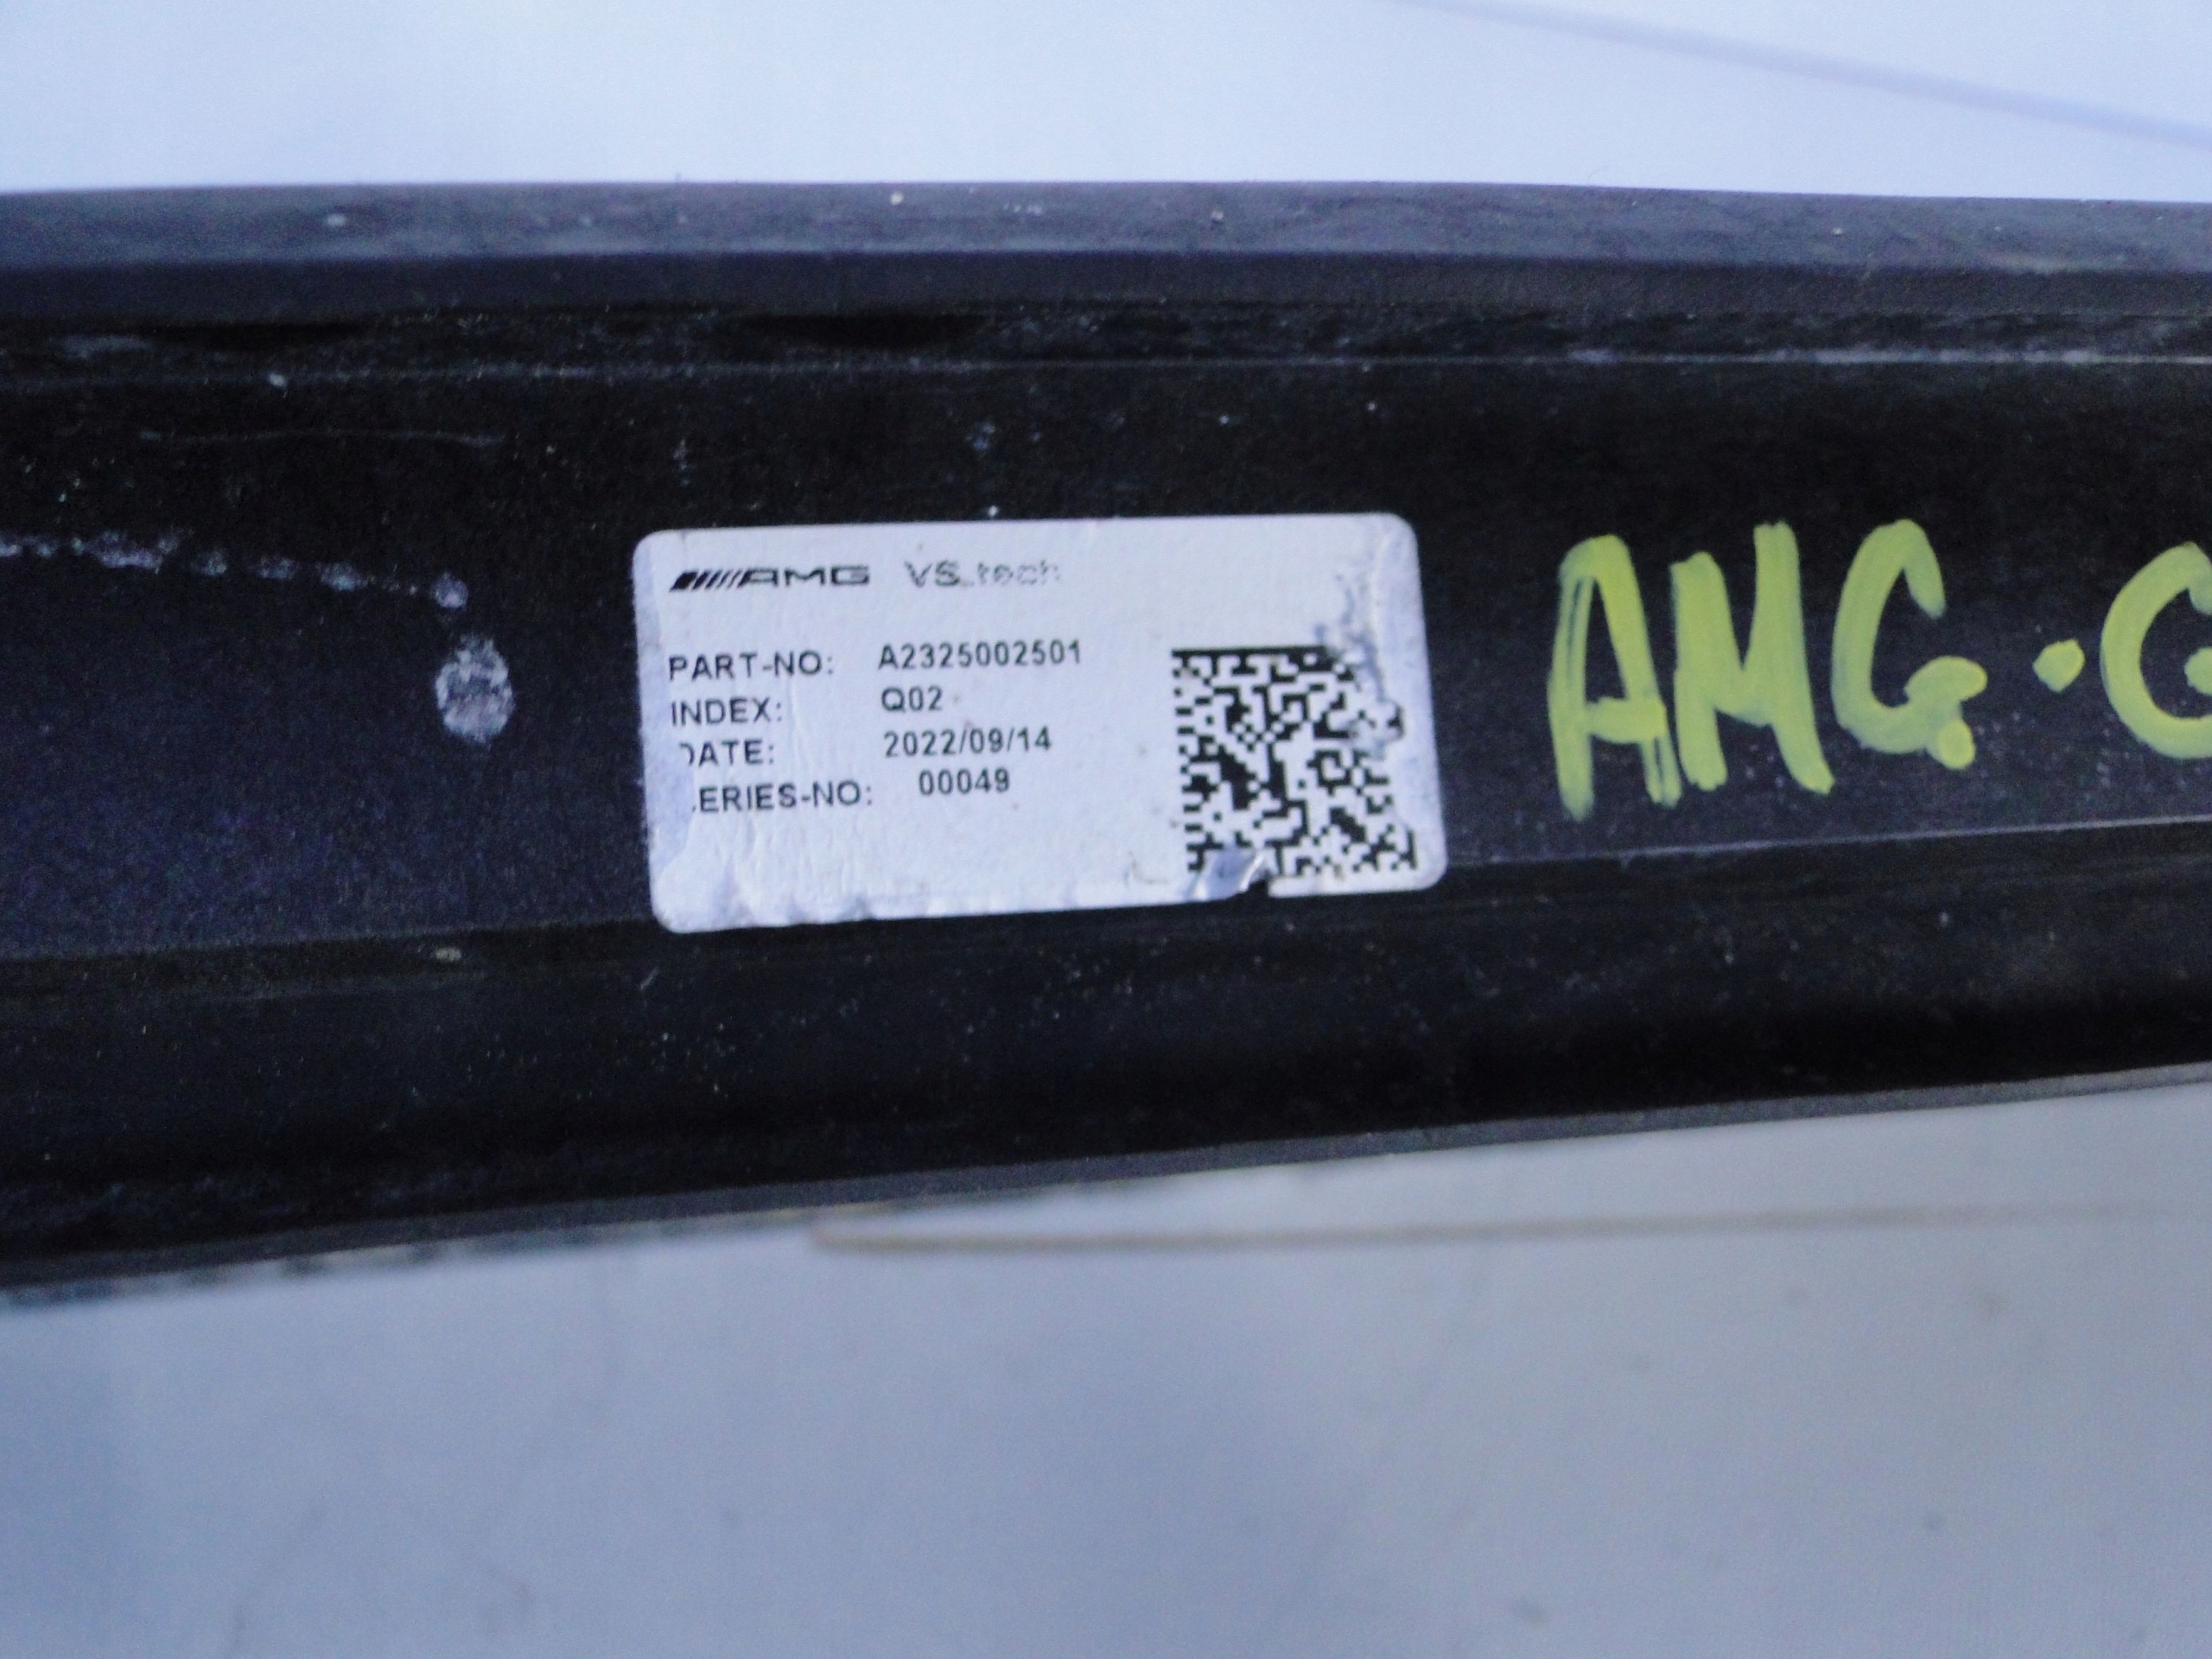 AMG VS_tech
PART-NO: A2325002501
INDEX: Q02
DATE: 2022/09/14
ERIES-NO: 00049
AMG.